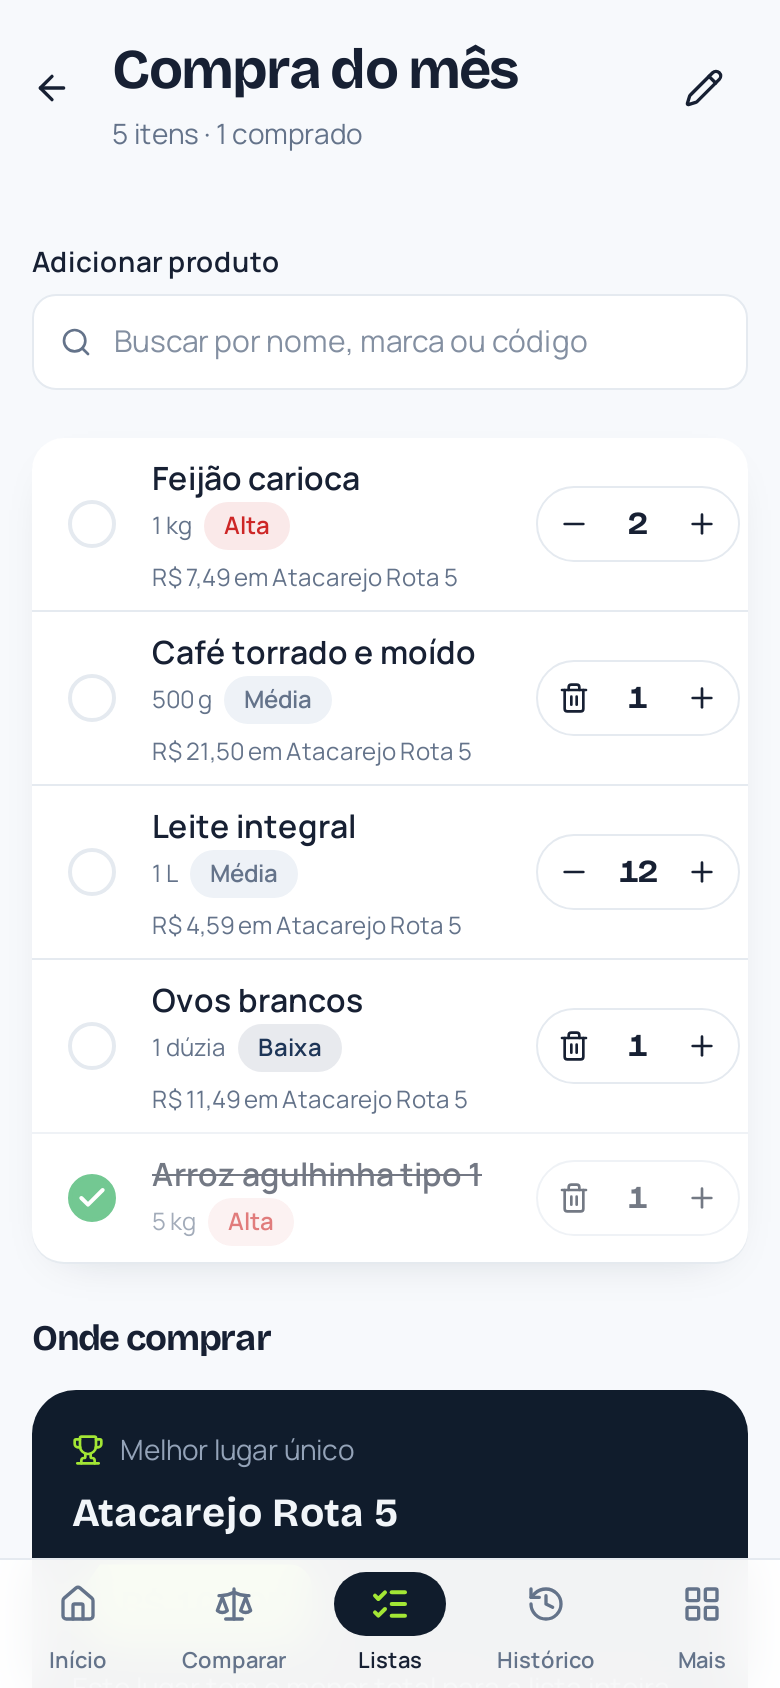 Compra do mês
5 itens · 1 comprado
Adicionar produto
Buscar por nome, marca ou código
Feijão carioca
1 kg Alta
2
R$ 7,49 em Atacarejo Rota 5
Café torrado e moído
500 g Média
1
R$ 21,50 em Atacarejo Rota 5
Leite integral
1 L Média
12
R$ 4,59 em Atacarejo Rota 5
Ovos brancos
1 dúzia Baixa
1
R$ 11,49 em Atacarejo Rota 5
Arroz agulhinha tipo 1
5 kg Alta
1
Onde comprar
Melhor lugar único
Atacarejo Rota 5
Início Comparar Listas Histórico Mais